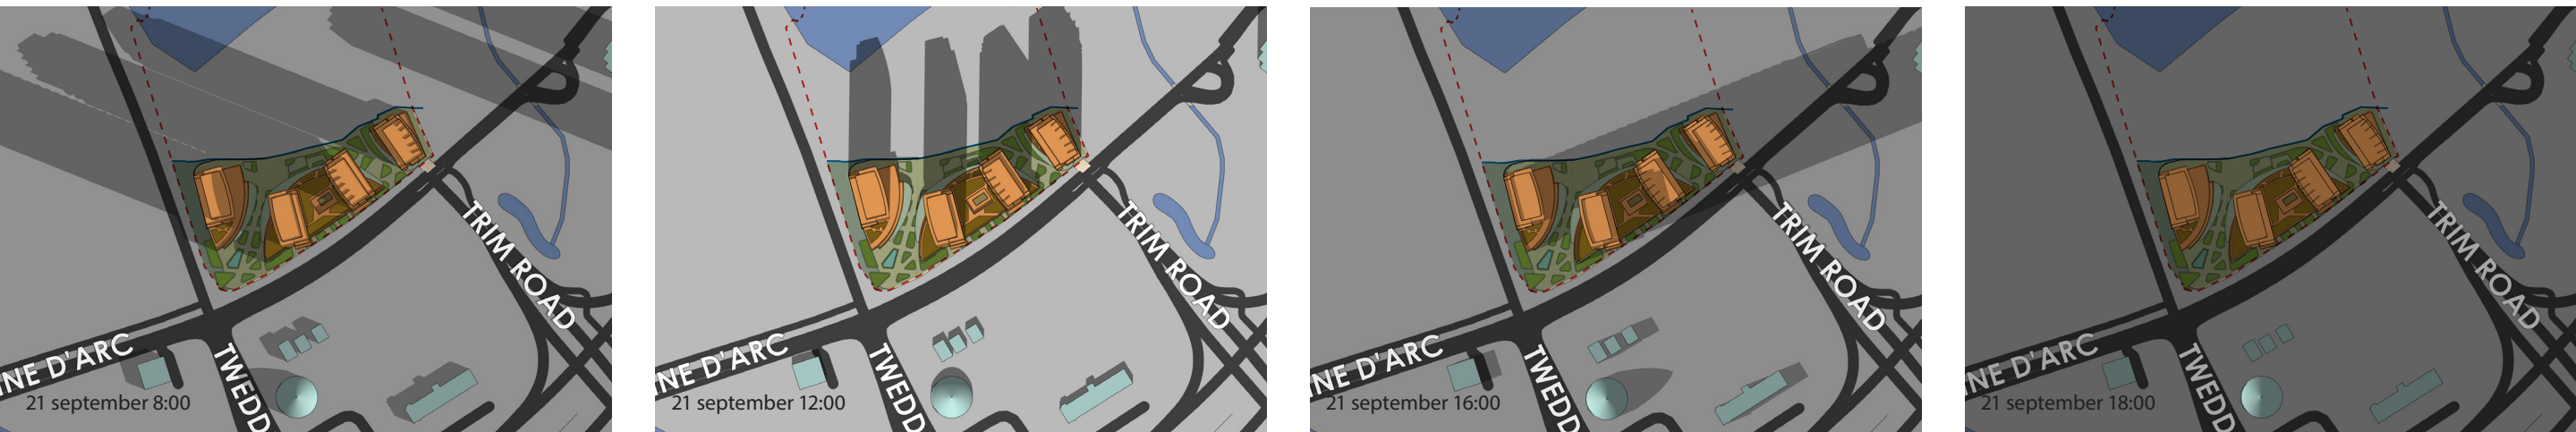 TRIM ROAD
NE D'ARC
TWEDD
21 september 8:00
TRIM ROAD
NE D'ARC
TWEDD
21 september 12:00
TRIM ROAD
NE D'ARC
TWEDD
21 september 16:00
TRIM ROAD
NE D'ARC
TWEDD
21 september 18:00